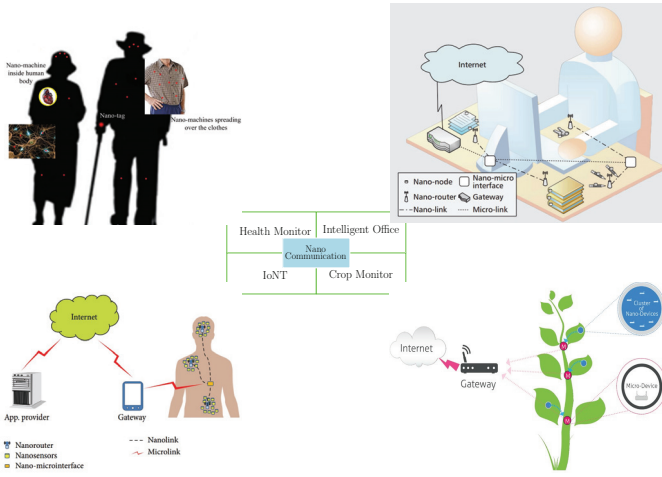 Nano-machine
inside human
body
Nano-tag
Nano-machines spreading
over the clothes
Internet
Nano-node
Nano-micro
interface
Nano-router
Gateway
Nano-link
Micro-link
Health Monitor
Intelligent Office
Nano
Communication
IoNT
Crop Monitor
Internet
App. provider
Gateway
Nanorouter
Nanosensors
Nano-microinterface
Nanolink
Microlink
Internet
Gateway
Cluster
of
Nano-Devices
M
M
M
Micro-Device